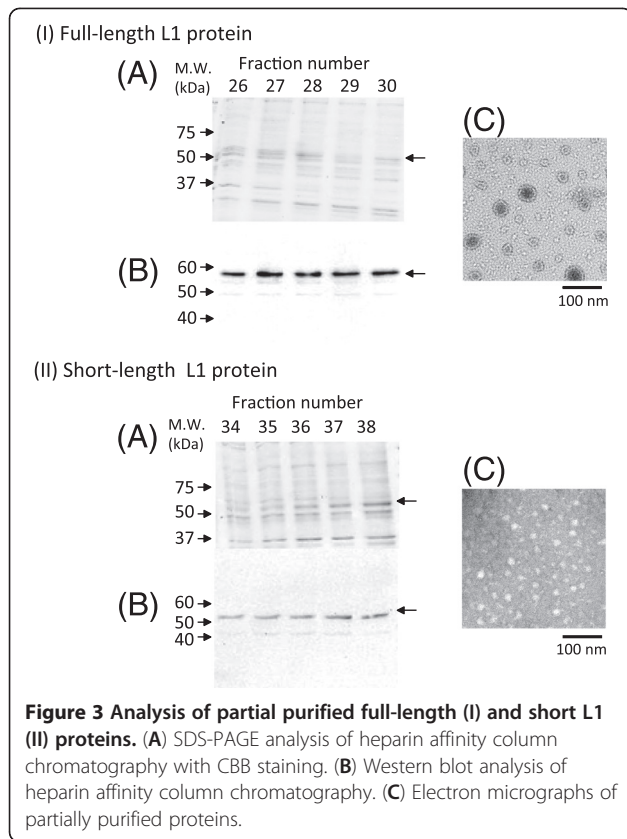 (I) Full-length L1 protein
(A) M.W. (kDa) Fraction number
26 27 28 29 30
75
50
37
(B)
60
50
40
(C)
100 nm
(II) Short-length L1 protein
(A) M.W. (kDa) Fraction number
34 35 36 37 38
75
50
37
(B)
60
50
40
(C)
100 nm
Figure 3 Analysis of partial purified full-length (I) and short L1
(II) proteins. (A) SDS-PAGE analysis of heparin affinity column
chromatography with CBB staining. (B) Western blot analysis of
heparin affinity column chromatography. (C) Electron micrographs of
partially purified proteins.